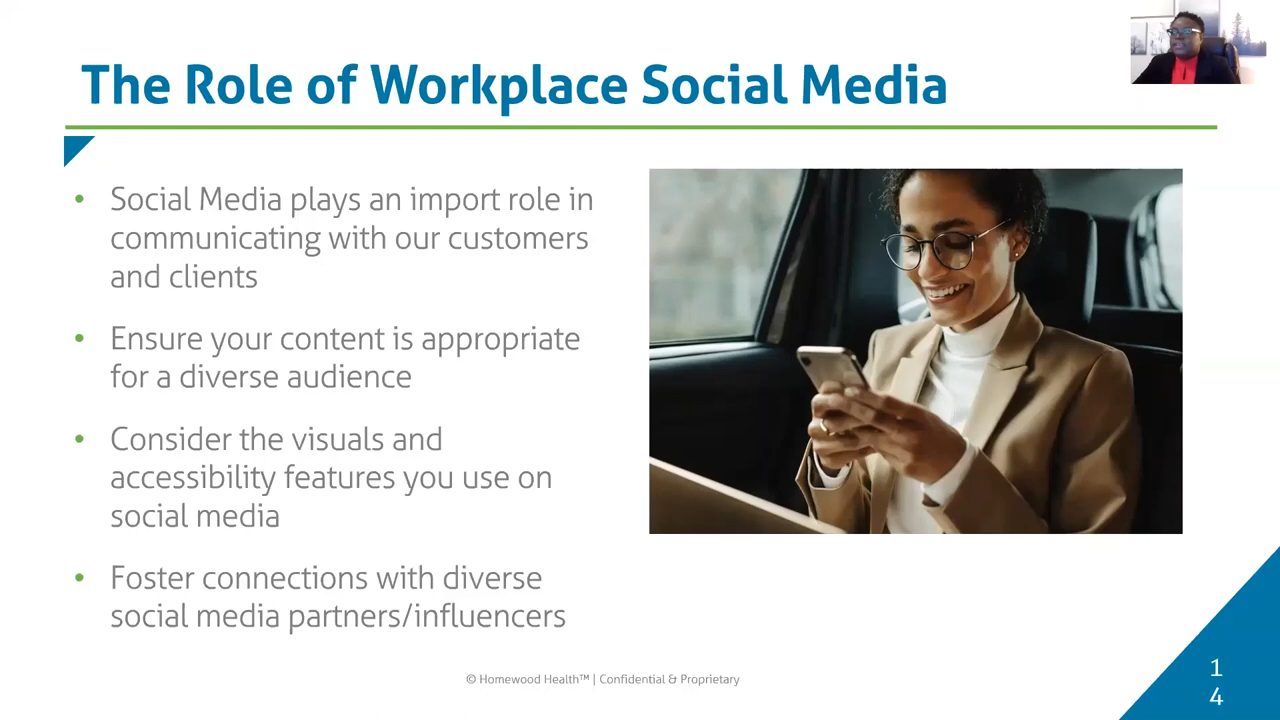 The Role of Workplace Social Media
• Social Media plays an import role in
communicating with our customers
and clients
• Ensure your content is appropriate
for a diverse audience
• Consider the visuals and
accessibility features you use on
social media
• Foster connections with diverse
social media partners/influencers
© Homewood Health™ | Confidential & Proprietary
1
4